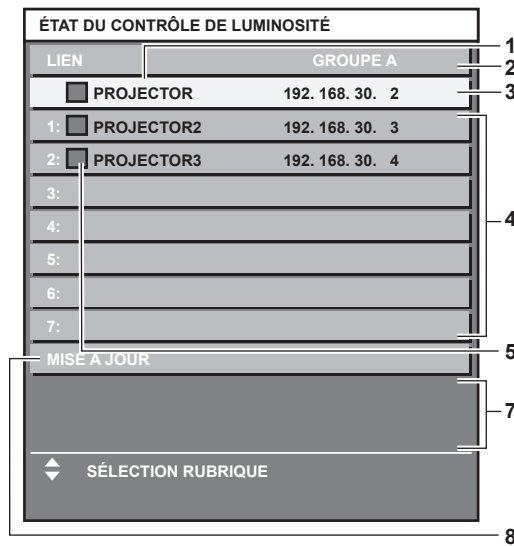 ÉTAT DU CONTRÔLE DE LUMINOSITÉ
1
LIEN GROUPE A 2
PROJECTOR 192. 168. 30. 2 3
1: PROJECTOR2 192. 168. 30. 3
2: PROJECTOR3 192. 168. 30. 4
3:
4: 4
5:
6:
7:
MISE A JOUR 5
7
SÉLECTION RUBRIQUE
8